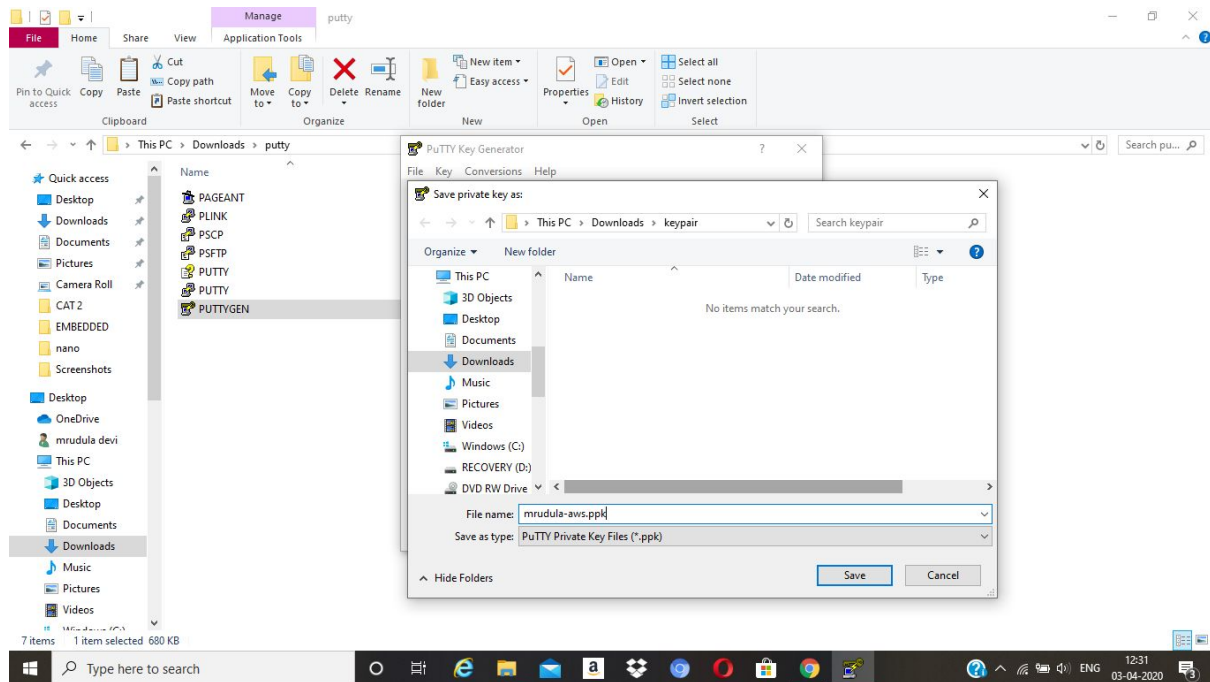 Manage putty
File Home Share View Application Tools
Pin to Quick access
Copy
Paste
Cut
Copy path
Paste shortcut
Clipboard
Move to
Copy to
Delete
Rename
Organize
New folder
New item
Easy access
New
Properties
Open
Edit
History
Open
Select all
Select none
Invert selection
Select
This PC > Downloads > putty
Search pu...
Quick access
Desktop
Downloads
Documents
Pictures
Camera Roll
CAT 2
EMBEDDED
nano
Screenshots
Desktop
OneDrive
mrudula devi
This PC
3D Objects
Desktop
Documents
Downloads
Music
Pictures
Videos
Name
PAGEANT
PLINK
PSCP
PSFTP
PUTTY
PUTTY
PUTTYGEN
PuTTY Key Generator ?
File Key Conversions Help
Save private key as:
This PC > Downloads > keypair
Search keypair
Organize New folder
This PC
3D Objects
Desktop
Documents
Downloads
Music
Pictures
Videos
Windows (C:)
RECOVERY (D:)
DVD RW Drive
Name Date modified Type
No items match your search.
File name: mrudula-aws.ppk
Save as type: PuTTY Private Key Files (*.ppk)
Hide Folders
Save
Cancel
7 items 1 item selected 680 KB
Type here to search
ENG
12:31
03-04-2020
3